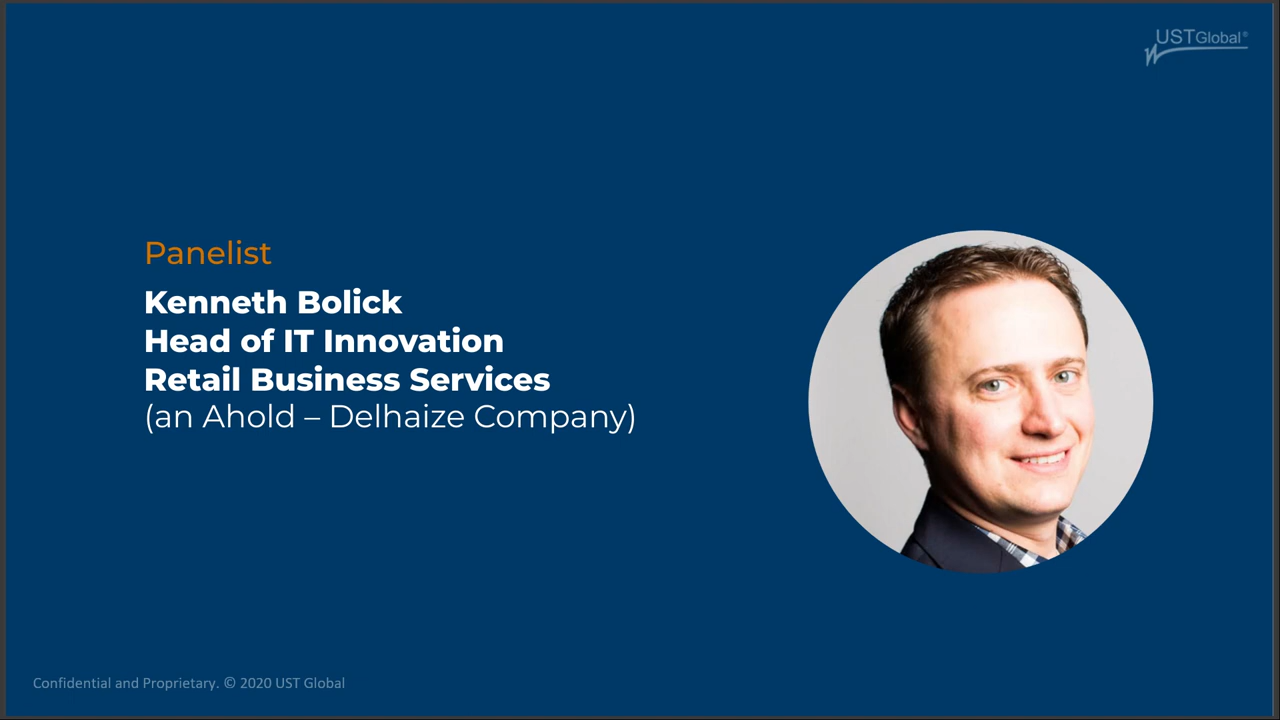 USTGlobal®
Panelist
Kenneth Bolick
Head of IT Innovation
Retail Business Services
(an Ahold – Delhaize Company)
Confidential and Proprietary. © 2020 UST Global